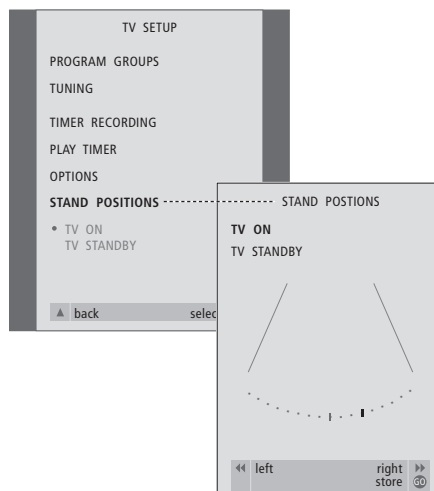 TV SETUP
PROGRAM GROUPS
TUNING
TIMER RECORDING
PLAY TIMER
OPTIONS
STAND POSITIONS
• TV ON
TV STANDBY
▲ back
selec
STAND POSTIONS
TV ON
TV STANDBY
◀◀ left
right ▶▶
store GO